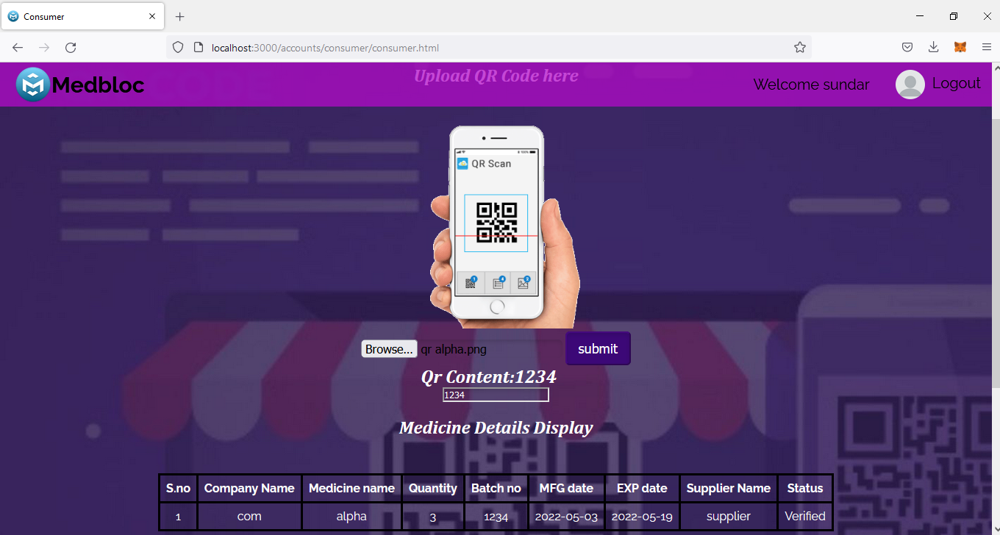 Consumer
localhost:3000/accounts/consumer/consumer.html
Medbloc
Upload QR Code here
Welcome sundar
Logout
QR Scan
Browse... qr alpha.png
submit
Qr Content:1234
1234
Medicine Details Display
S.no Company Name Medicine name Quantity Batch no MFG date EXP date Supplier Name Status
1 com alpha 3 1234 2022-05-03 2022-05-19 supplier Verified